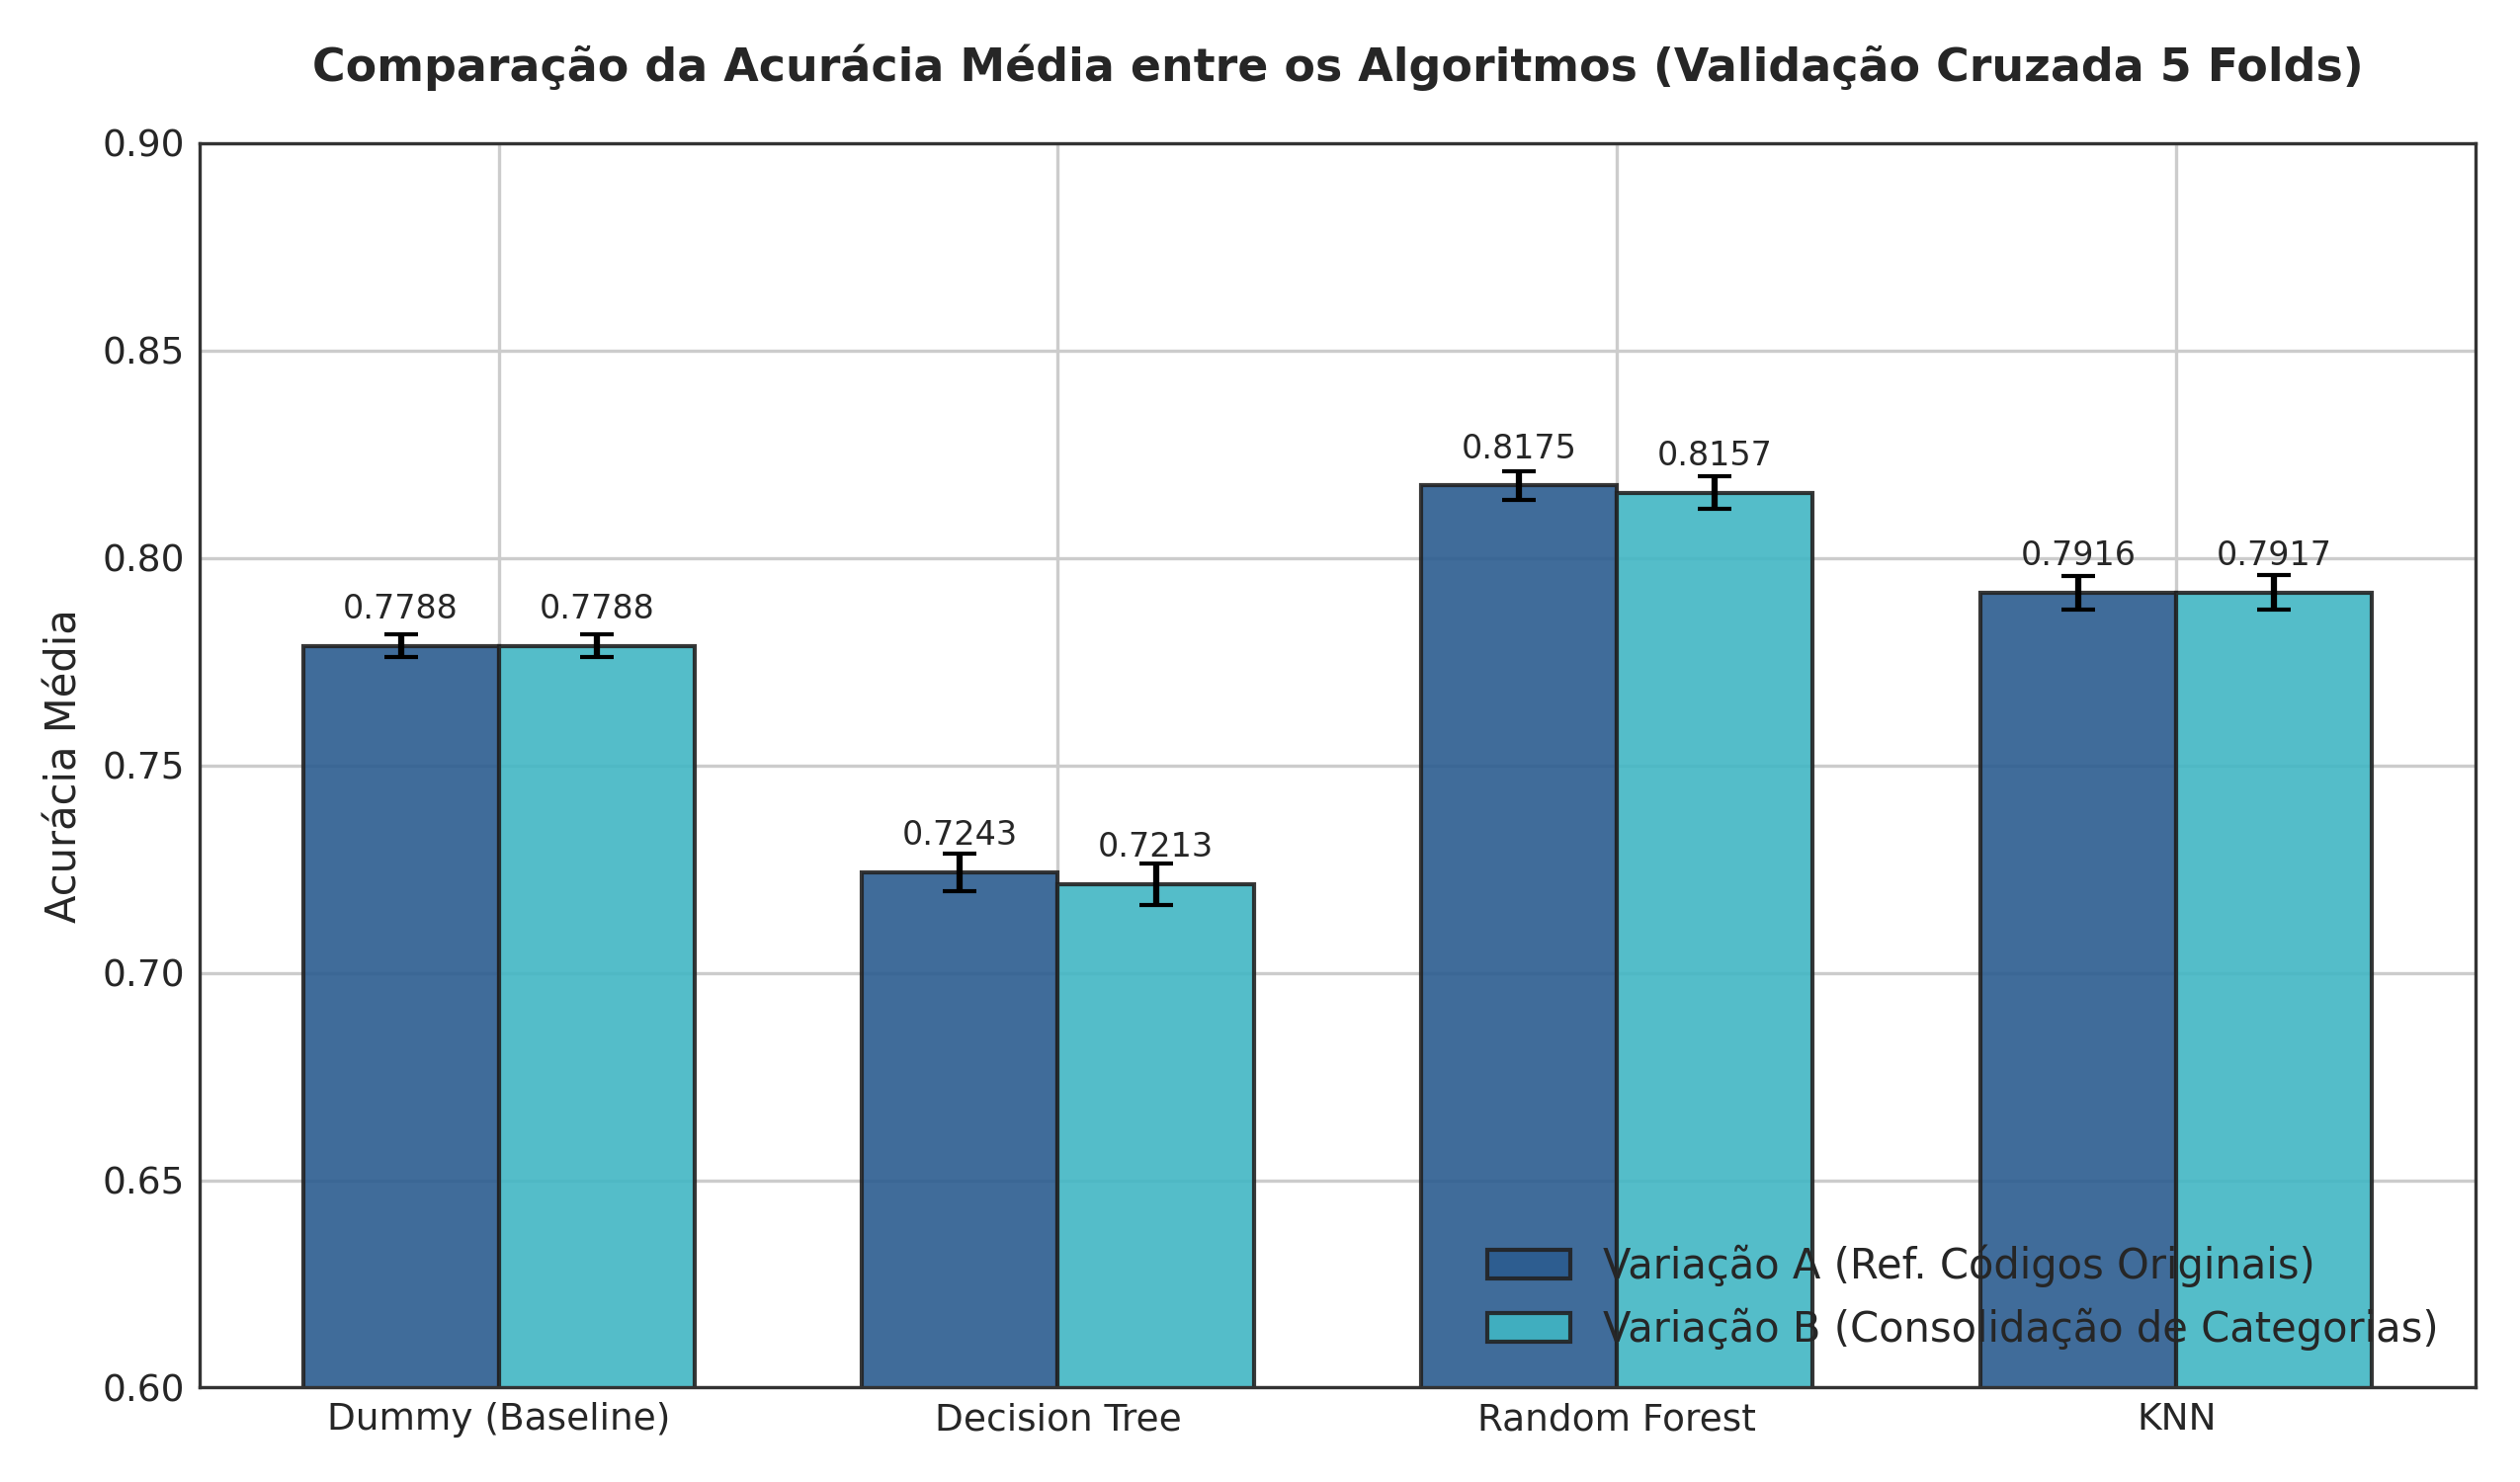 Comparação da Acurácia Média entre os Algoritmos (Validação Cruzada 5 Folds)
Acurácia Média
0.90
0.85
0.80
0.75
0.70
0.65
0.60
0.7788
0.7788
0.7243
0.7213
0.8175
0.8157
0.7916
0.7917
Variação A (Ref. Códigos Originais)
Variação B (Consolidação de Categorias)
Dummy (Baseline)
Decision Tree
Random Forest
KNN